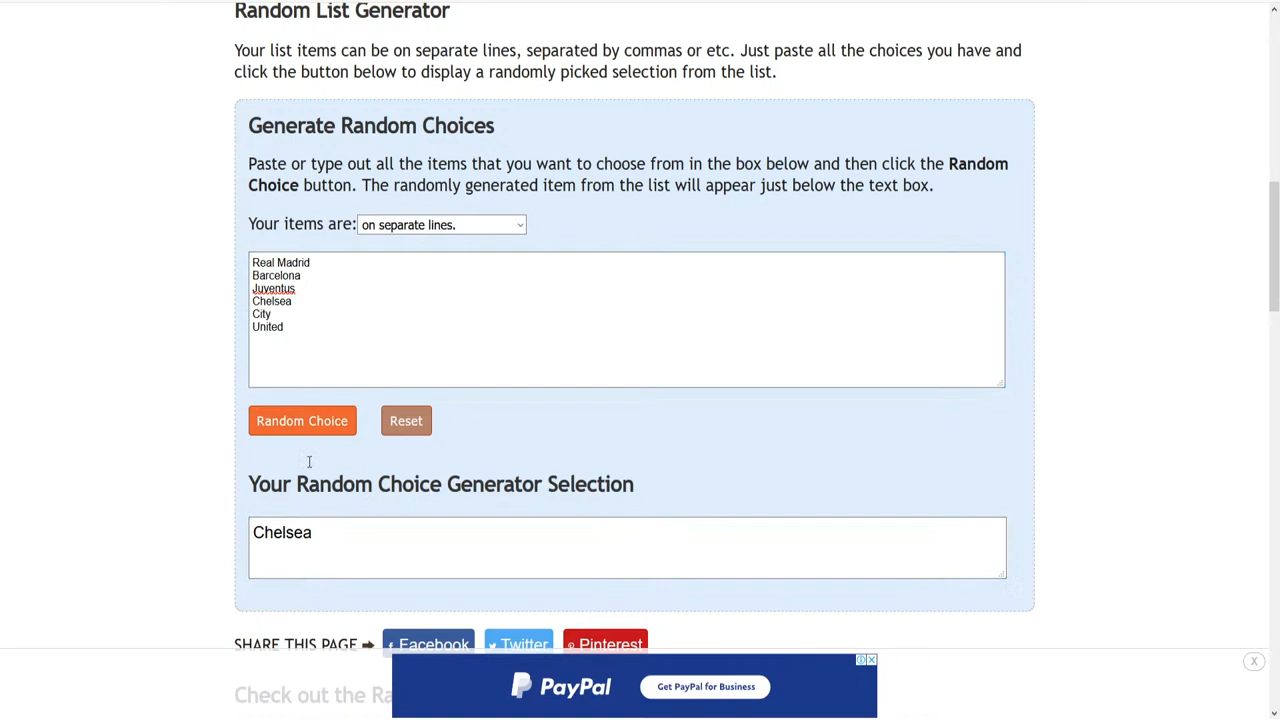 Random List Generator
Your list items can be on separate lines, separated by commas or etc. Just paste all the choices you have and
click the button below to display a randomly picked selection from the list.
Generate Random Choices
Paste or type out all the items that you want to choose from in the box below and then click the Random
Choice button. The randomly generated item from the list will appear just below the text box.
Your items are: on separate lines.
Real Madrid
Barcelona
Juventus
Chelsea
City
United
Random Choice Reset
Your Random Choice Generator Selection
Chelsea
SHARE THIS PAGE Facebook Twitter Pinterest
X
PayPal Get PayPal for Business
Check out the Ra